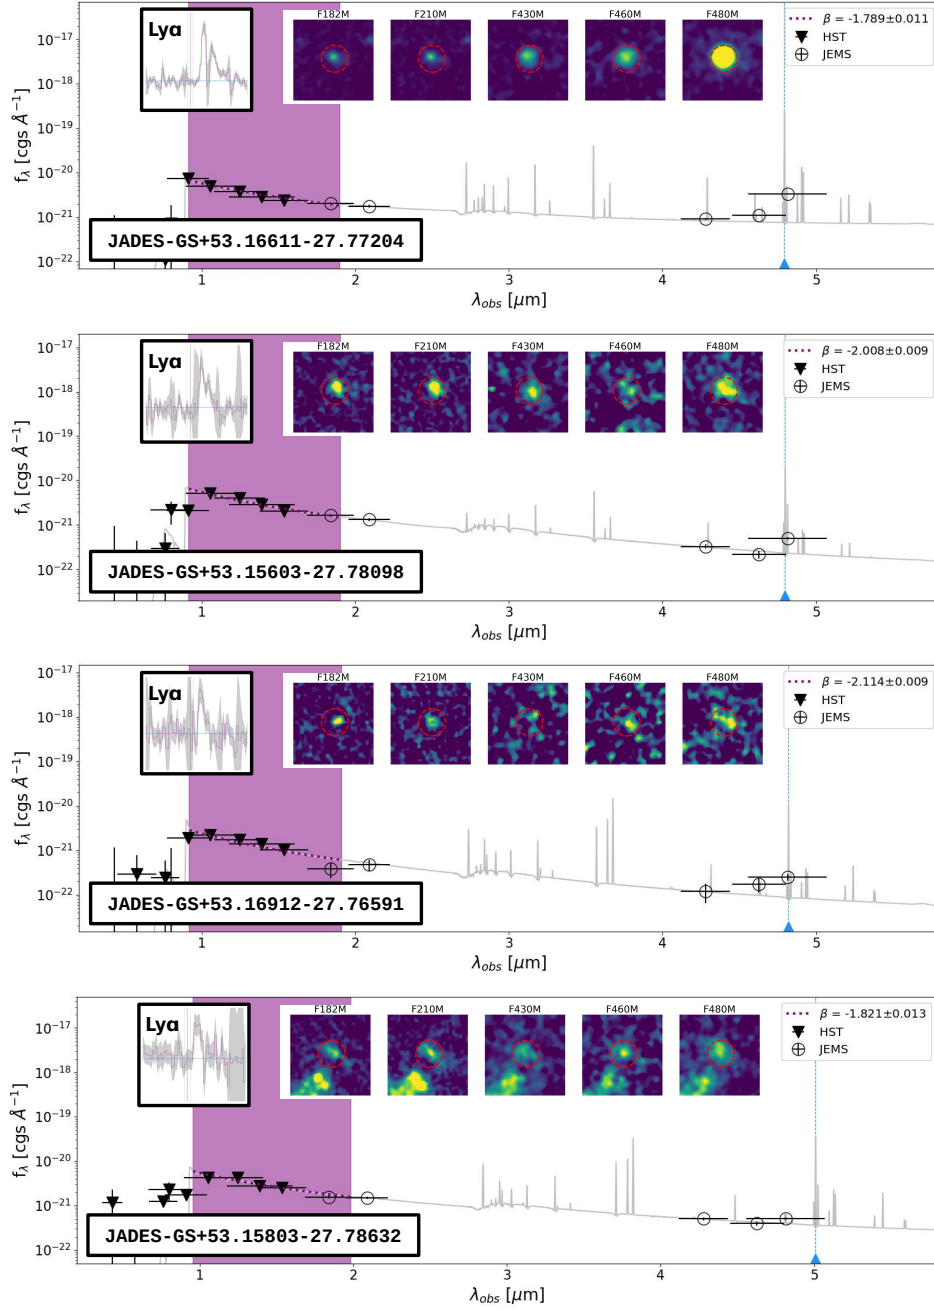 F182M F210M F430M F460M F480M
Lyα
β = -1.789±0.011
HST
JEMS
f_λ [cgs Å⁻¹]
10⁻¹⁷
10⁻¹⁸
10⁻¹⁹
10⁻²⁰
10⁻²¹
10⁻²²
JADES-GS+53.16611-27.77204
1 2 3 4 5
λ_obs [μm]
F182M F210M F430M F460M F480M
Lyα
β = -2.008±0.009
HST
JEMS
f_λ [cgs Å⁻¹]
10⁻¹⁷
10⁻¹⁸
10⁻¹⁹
10⁻²⁰
10⁻²¹
10⁻²²
JADES-GS+53.15603-27.78098
1 2 3 4 5
λ_obs [μm]
F182M F210M F430M F460M F480M
Lyα
β = -2.114±0.009
HST
JEMS
f_λ [cgs Å⁻¹]
10⁻¹⁷
10⁻¹⁸
10⁻¹⁹
10⁻²⁰
10⁻²¹
10⁻²²
JADES-GS+53.16912-27.76591
1 2 3 4 5
λ_obs [μm]
F182M F210M F430M F460M F480M
Lyα
β = -1.821±0.013
HST
JEMS
f_λ [cgs Å⁻¹]
10⁻¹⁷
10⁻¹⁸
10⁻¹⁹
10⁻²⁰
10⁻²¹
10⁻²²
JADES-GS+53.15803-27.78632
1 2 3 4 5
λ_obs [μm]